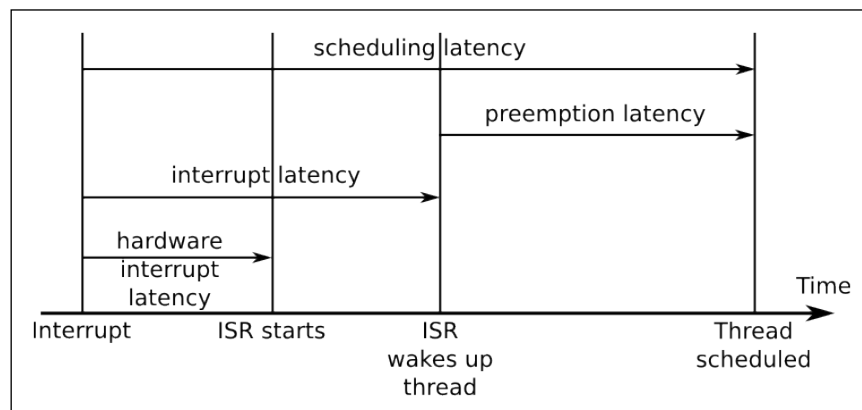 scheduling latency
preemption latency
interrupt latency
hardware
interrupt
latency
Time
Interrupt
ISR starts
ISR
wakes up
thread
Thread
scheduled